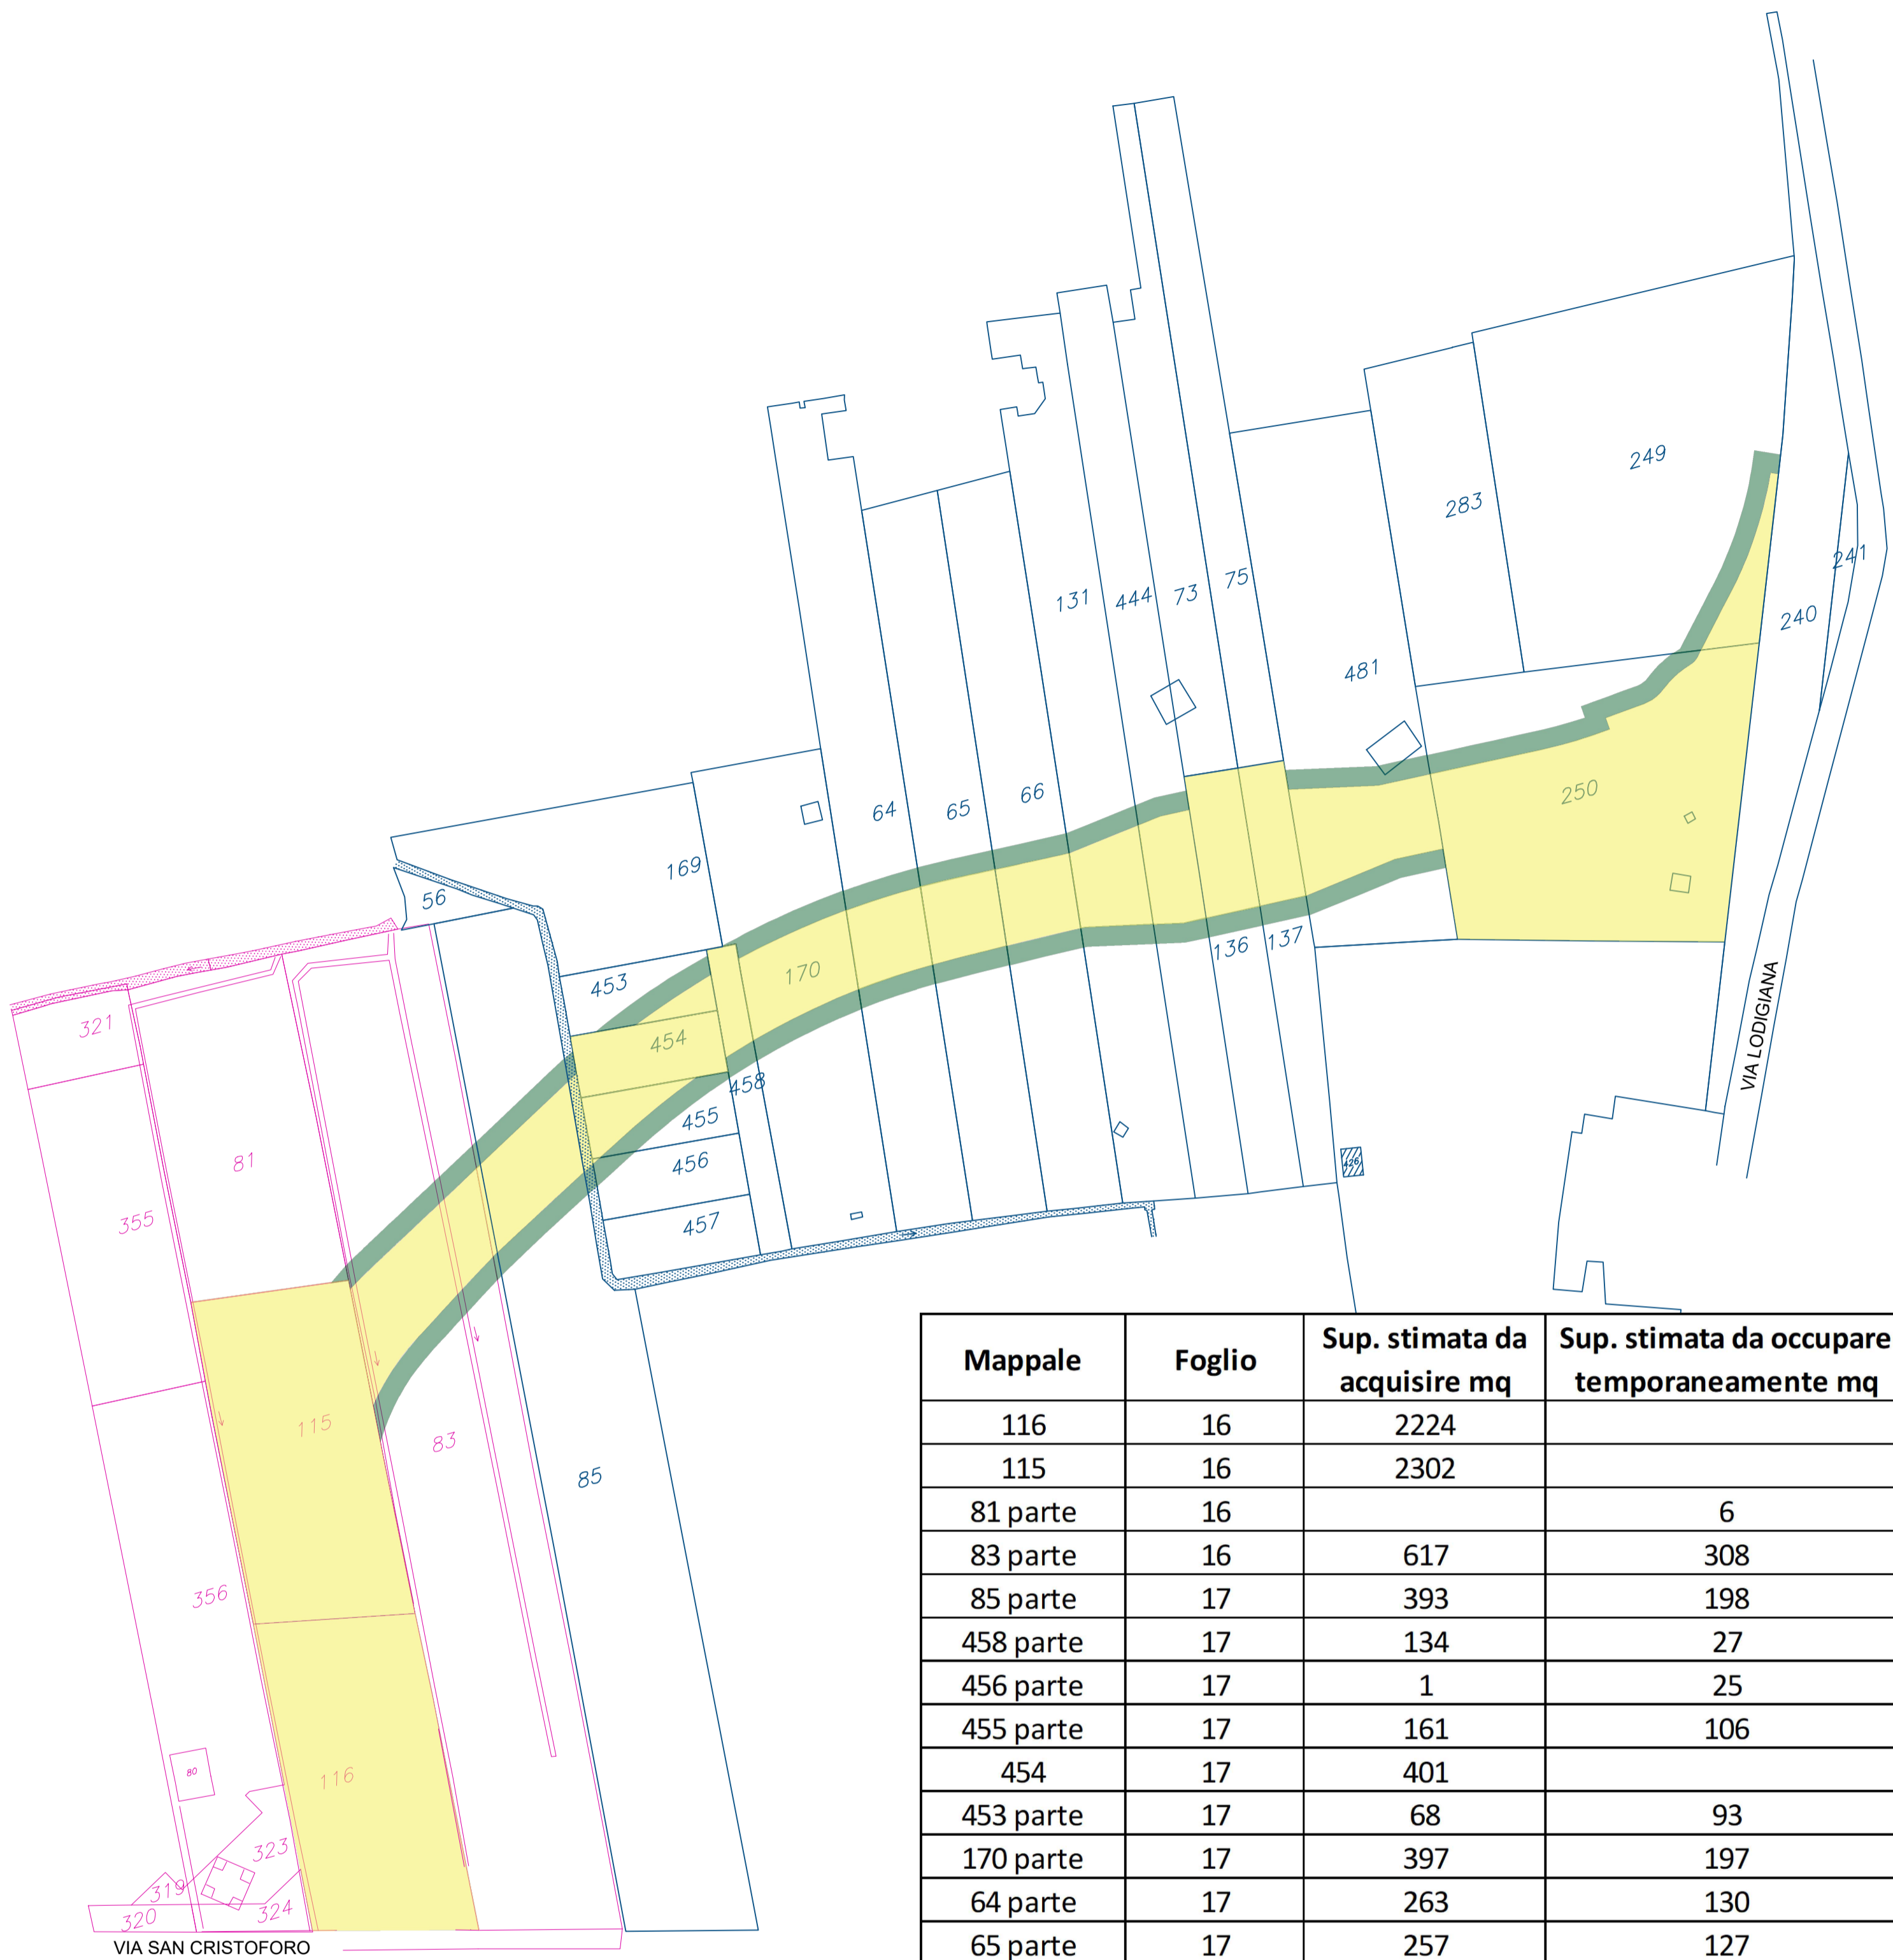 249
283
241
131
444
73
75
240
481
250
66
65
64
169
56
136
137
170
453
454
458
455
456
457
321
81
355
115
83
85
356
80
116
323
319
320
324
426
VIA LODIGIANA
VIA SAN CRISTOFORO
Mappale Foglio Sup. stimata da acquisire mq Sup. stimata da occupare temporaneamente mq
116 16 2224
115 16 2302
81 parte 16 6
83 parte 16 617 308
85 parte 17 393 198
458 parte 17 134 27
456 parte 17 1 25
455 parte 17 161 106
454 17 401
453 parte 17 68 93
170 parte 17 397 197
64 parte 17 263 130
65 parte 17 257 127